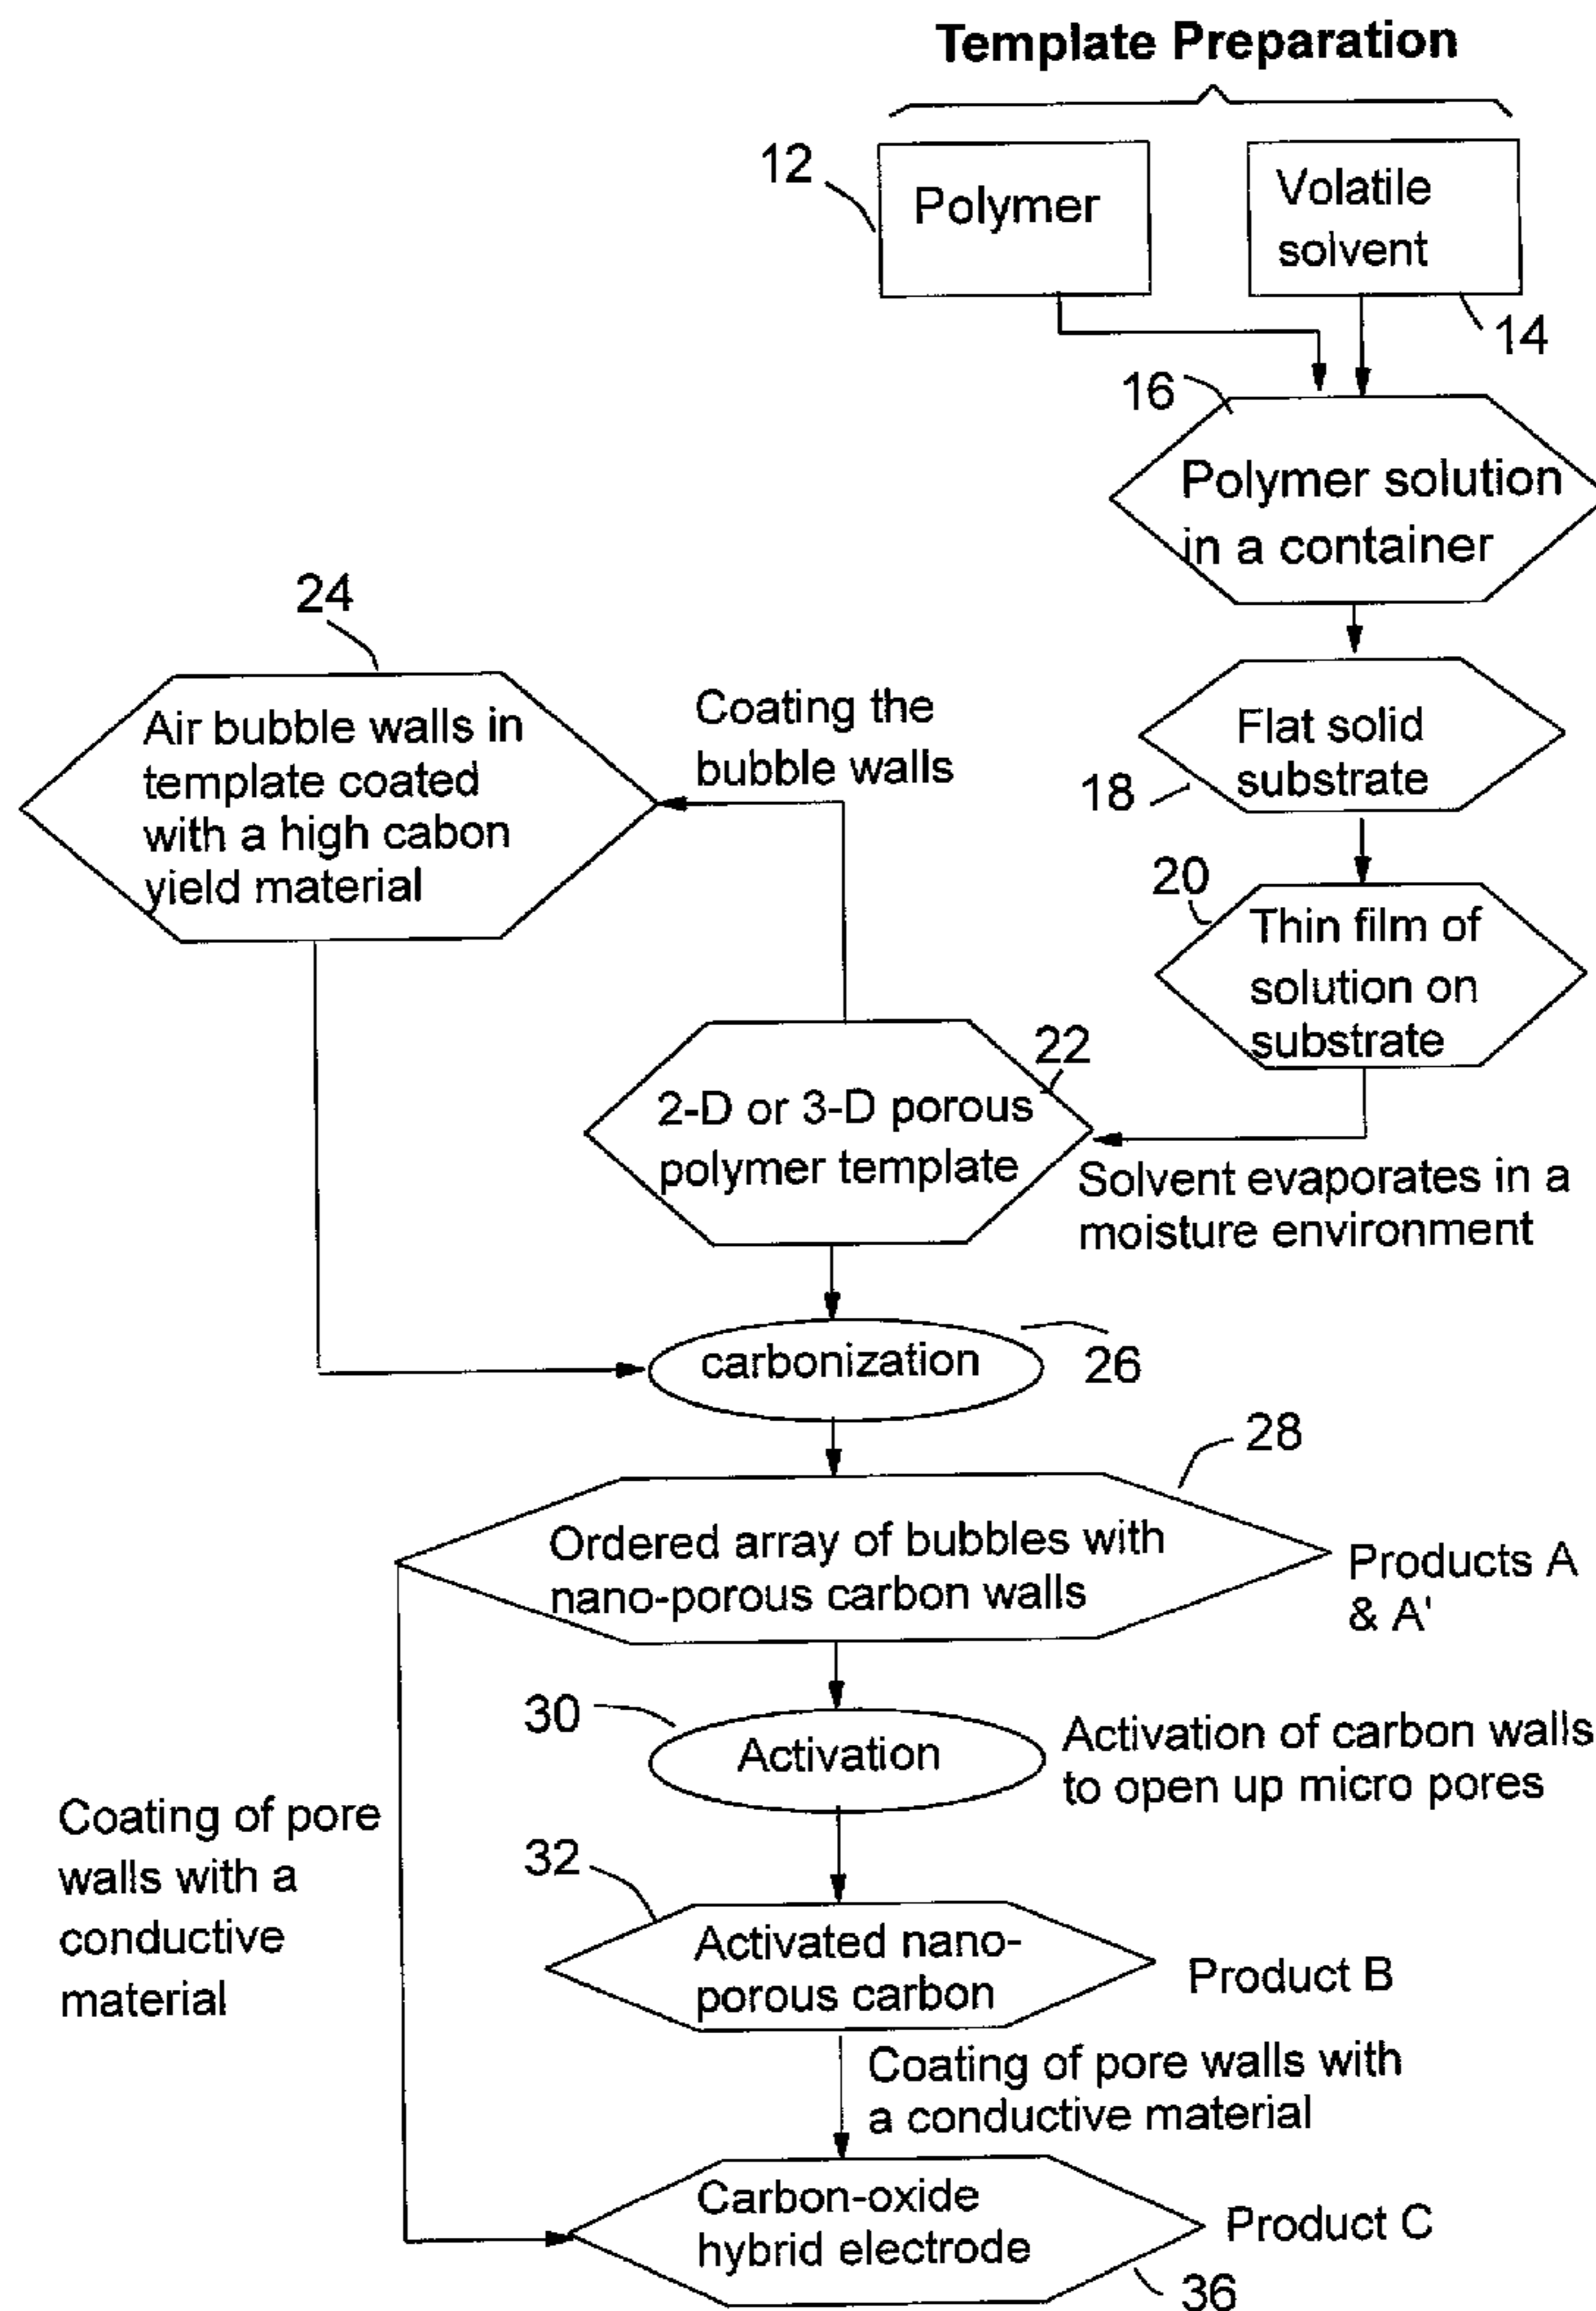 Template Preparation
12
Polymer
Volatile
solvent
14
16
Polymer solution
in a container
24
Air bubble walls in
template coated
with a high cabon
yield material
Coating the
bubble walls
Flat solid
substrate
18
20
Thin film of
solution on
substrate
22
2-D or 3-D porous
polymer template
Solvent evaporates in a
moisture environment
carbonization
26
28
Ordered array of bubbles with
nano-porous carbon walls
Products A
& A'
30
Activation
Activation of carbon walls
to open up micro pores
Coating of pore
walls with a
conductive
material
32
Activated nano-
porous carbon
Product B
Coating of pore walls with
a conductive material
Carbon-oxide
hybrid electrode
Product C
36